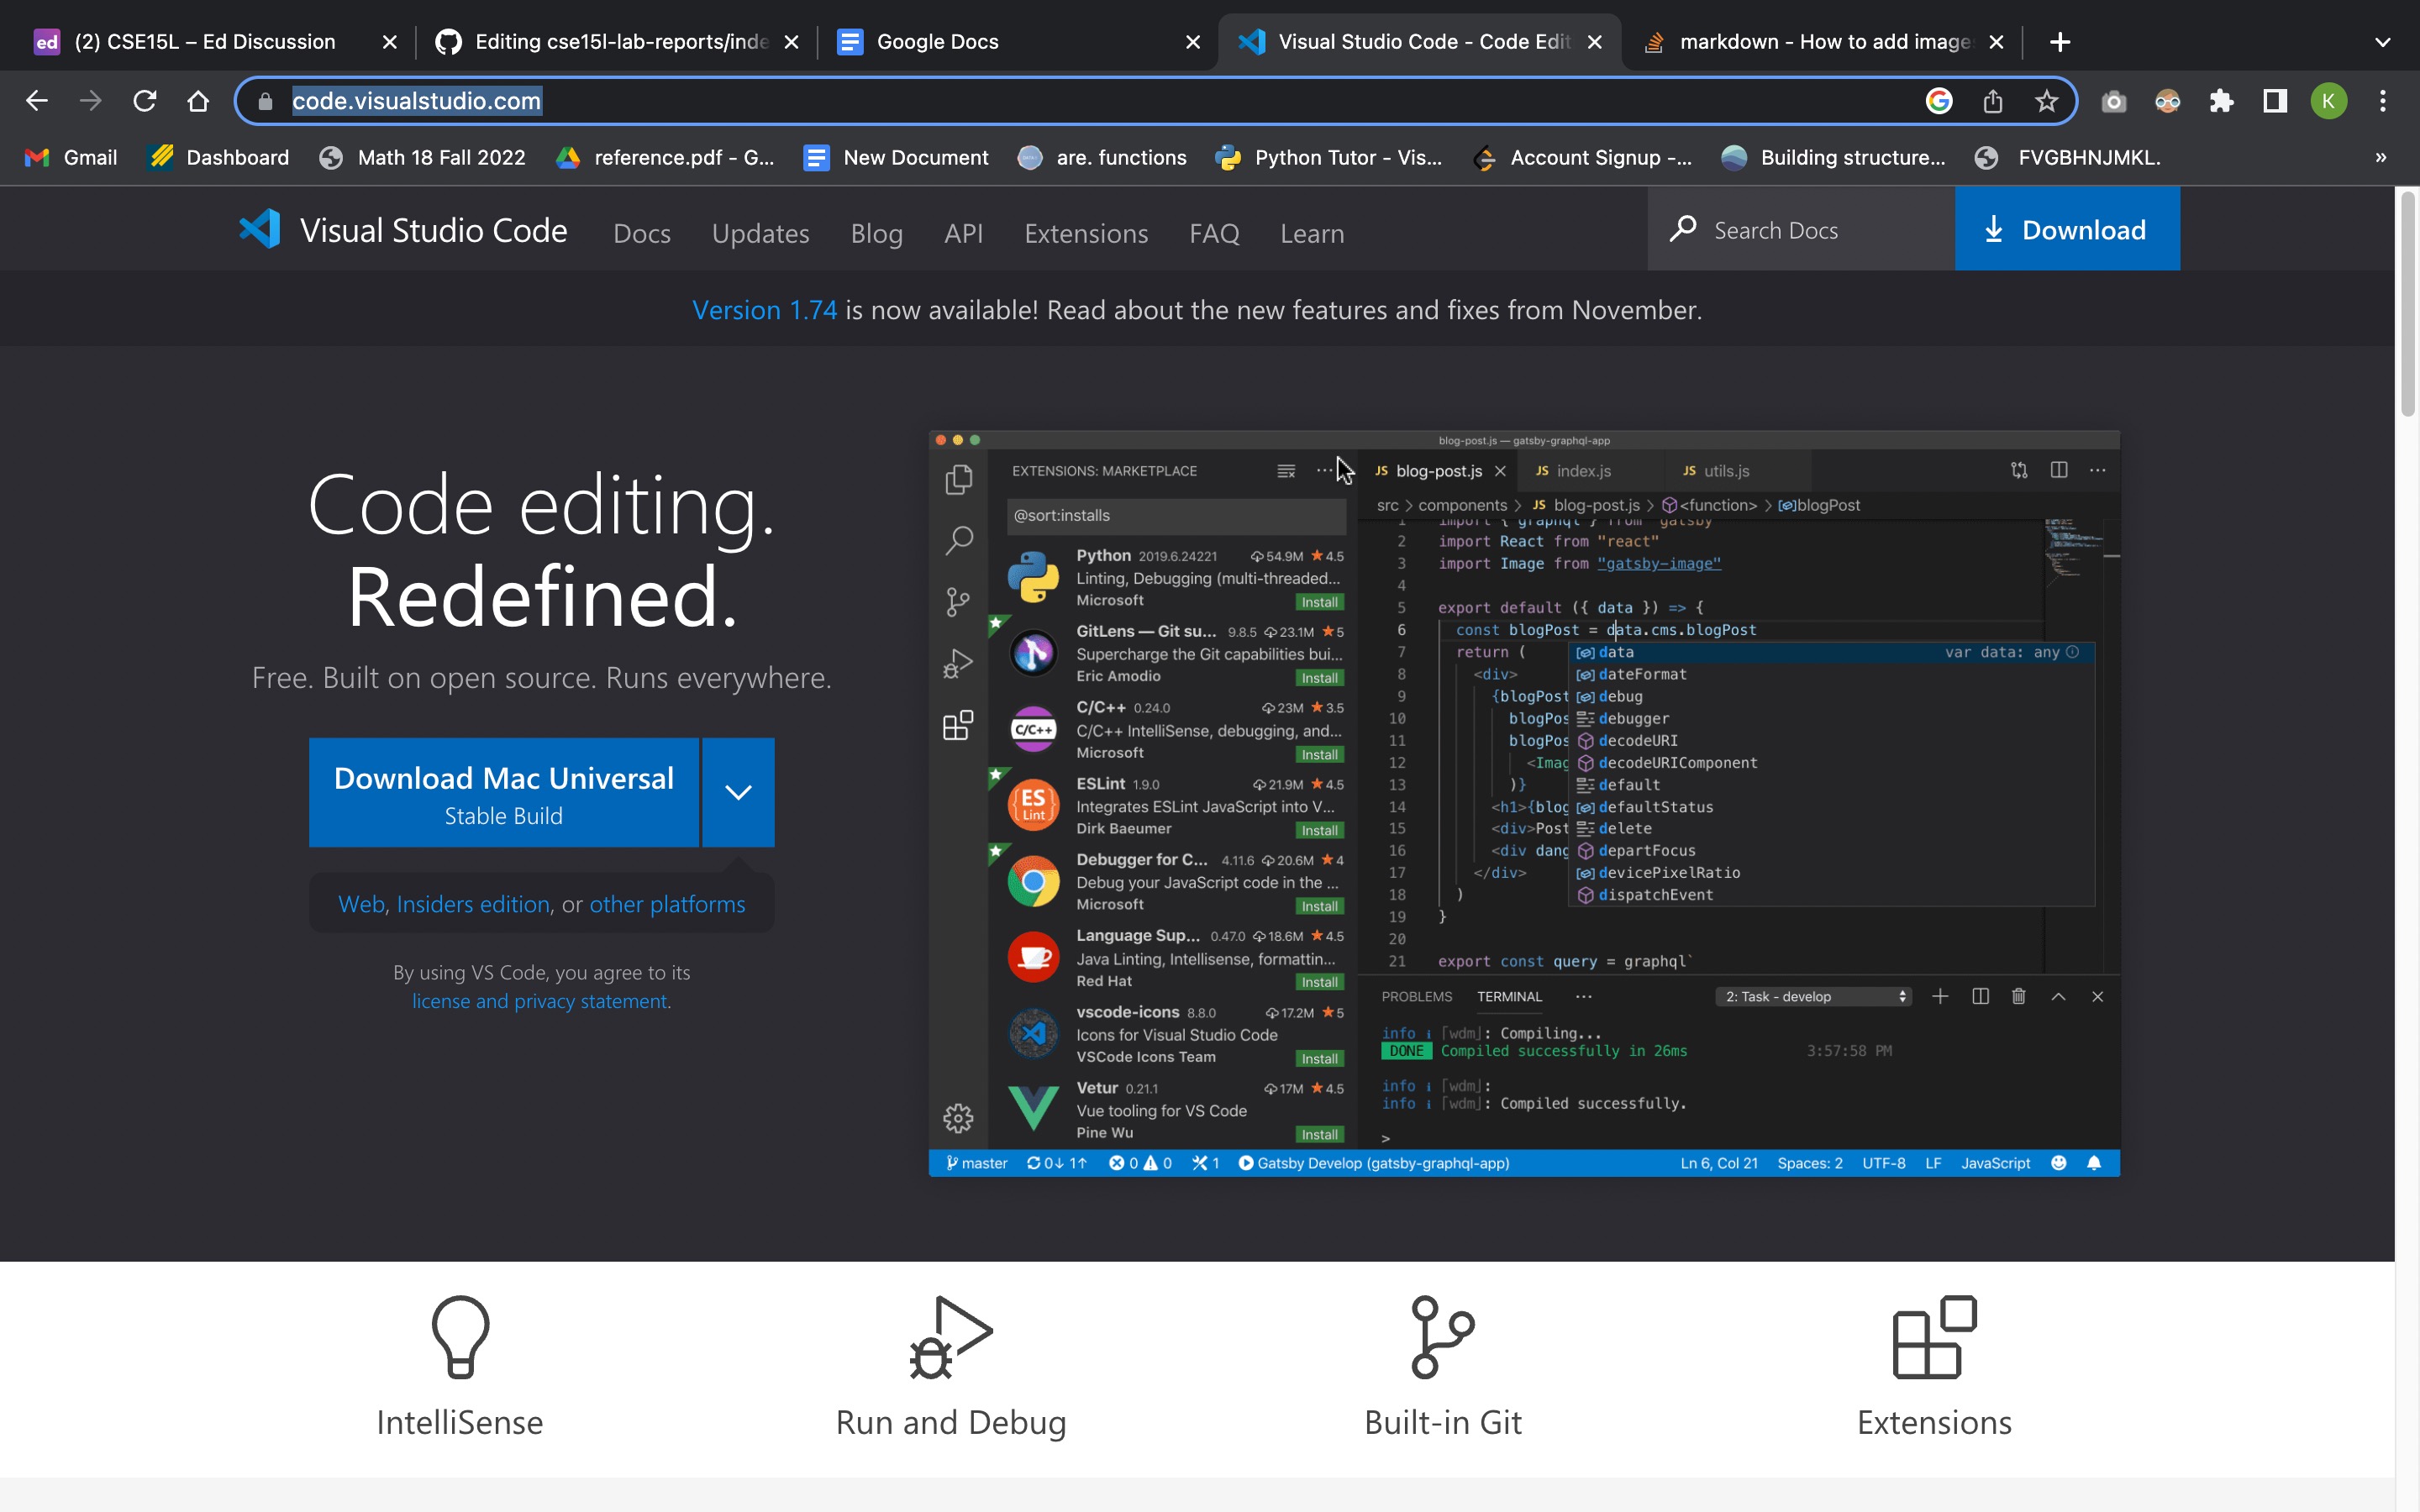 (2) CSE15L – Ed Discussion
Editing cse15l-lab-reports/inde
Google Docs
Visual Studio Code - Code Edit
markdown - How to add image
code.visualstudio.com
K
Gmail
Dashboard
Math 18 Fall 2022
reference.pdf - G...
New Document
are. functions
Python Tutor - Vis...
Account Signup -...
Building structure...
FVGBHNJMKL.
»
Visual Studio Code
Docs
Updates
Blog
API
Extensions
FAQ
Learn
Search Docs
Download
Version 1.74 is now available! Read about the new features and fixes from November.
Code editing.
Redefined.
Free. Built on open source. Runs everywhere.
Download Mac Universal
Stable Build
Web, Insiders edition, or other platforms
By using VS Code, you agree to its
license and privacy statement.
blog-post.js — gatsby-graphql-app
EXTENSIONS: MARKETPLACE
@sort:installs
Python 2019.6.24221 54.9M ★4.5
Linting, Debugging (multi-threaded...
Microsoft Install
GitLens — Git su... 9.8.5 23.1M ★5
Supercharge the Git capabilities bui...
Eric Amodio Install
C/C++ 0.24.0 23M ★3.5
C/C++
C/C++ IntelliSense, debugging, and...
Microsoft Install
ESLint 1.9.0 21.9M ★4.5
ES
Lint
Integrates ESLint JavaScript into V...
Dirk Baeumer Install
Debugger for C... 4.11.6 20.6M ★4
Debug your JavaScript code in the ...
Microsoft Install
Language Sup... 0.47.0 18.6M ★4.5
Java Linting, Intellisense, formattin...
Red Hat Install
vscode-icons 8.8.0 17.2M ★5
Icons for Visual Studio Code
VSCode Icons Team Install
Vetur 0.21.1 17M ★4.5
Vue tooling for VS Code
Pine Wu Install
JS blog-post.js
JS index.js
JS utils.js
src > components > JS blog-post.js > <function> > blogPost
1 import { graphql } from "gatsby"
2 import React from "react"
3 import Image from "gatsby-image"
4
5 export default ({ data }) => {
6 const blogPost = data.cms.blogPost
7 return ( data var data: any
8 <div> dateFormat
9 {blogPost debug
10 blogPos debugger
11 blogPos decodeURI
12 <Imag decodeURIComponent
13 )} default
14 <h1>{blog defaultStatus
15 <div>Post delete
16 <div dang departFocus
17 </div> devicePixelRatio
18 ) dispatchEvent
19 }
20
21 export const query = graphql`
PROBLEMS
TERMINAL
...
2: Task - develop
info i [wdm]: Compiling...
DONE Compiled successfully in 26ms 3:57:58 PM
info i [wdm]:
info i [wdm]: Compiled successfully.
>
master 0↓ 1↑ 0 0 1 Gatsby Develop (gatsby-graphql-app)
Ln 6, Col 21 Spaces: 2 UTF-8 LF JavaScript
IntelliSense
Run and Debug
Built-in Git
Extensions